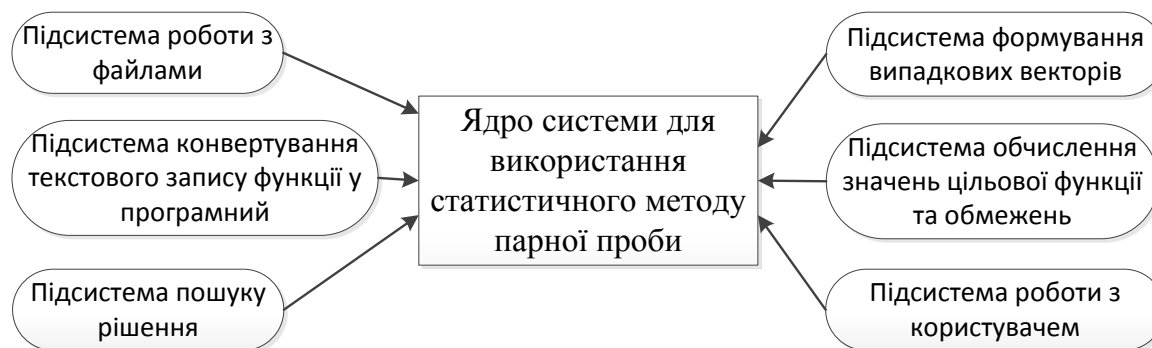 Підсистема роботи з
файлами
Підсистема конвертування
текстового запису функції у
програмний
Підсистема пошуку
рішення
Ядро системи для
використання
статистичного методу
парної проби
Підсистема формування
випадкових векторів
Підсистема обчислення
значень цільової функції
та обмежень
Підсистема роботи з
користувачем